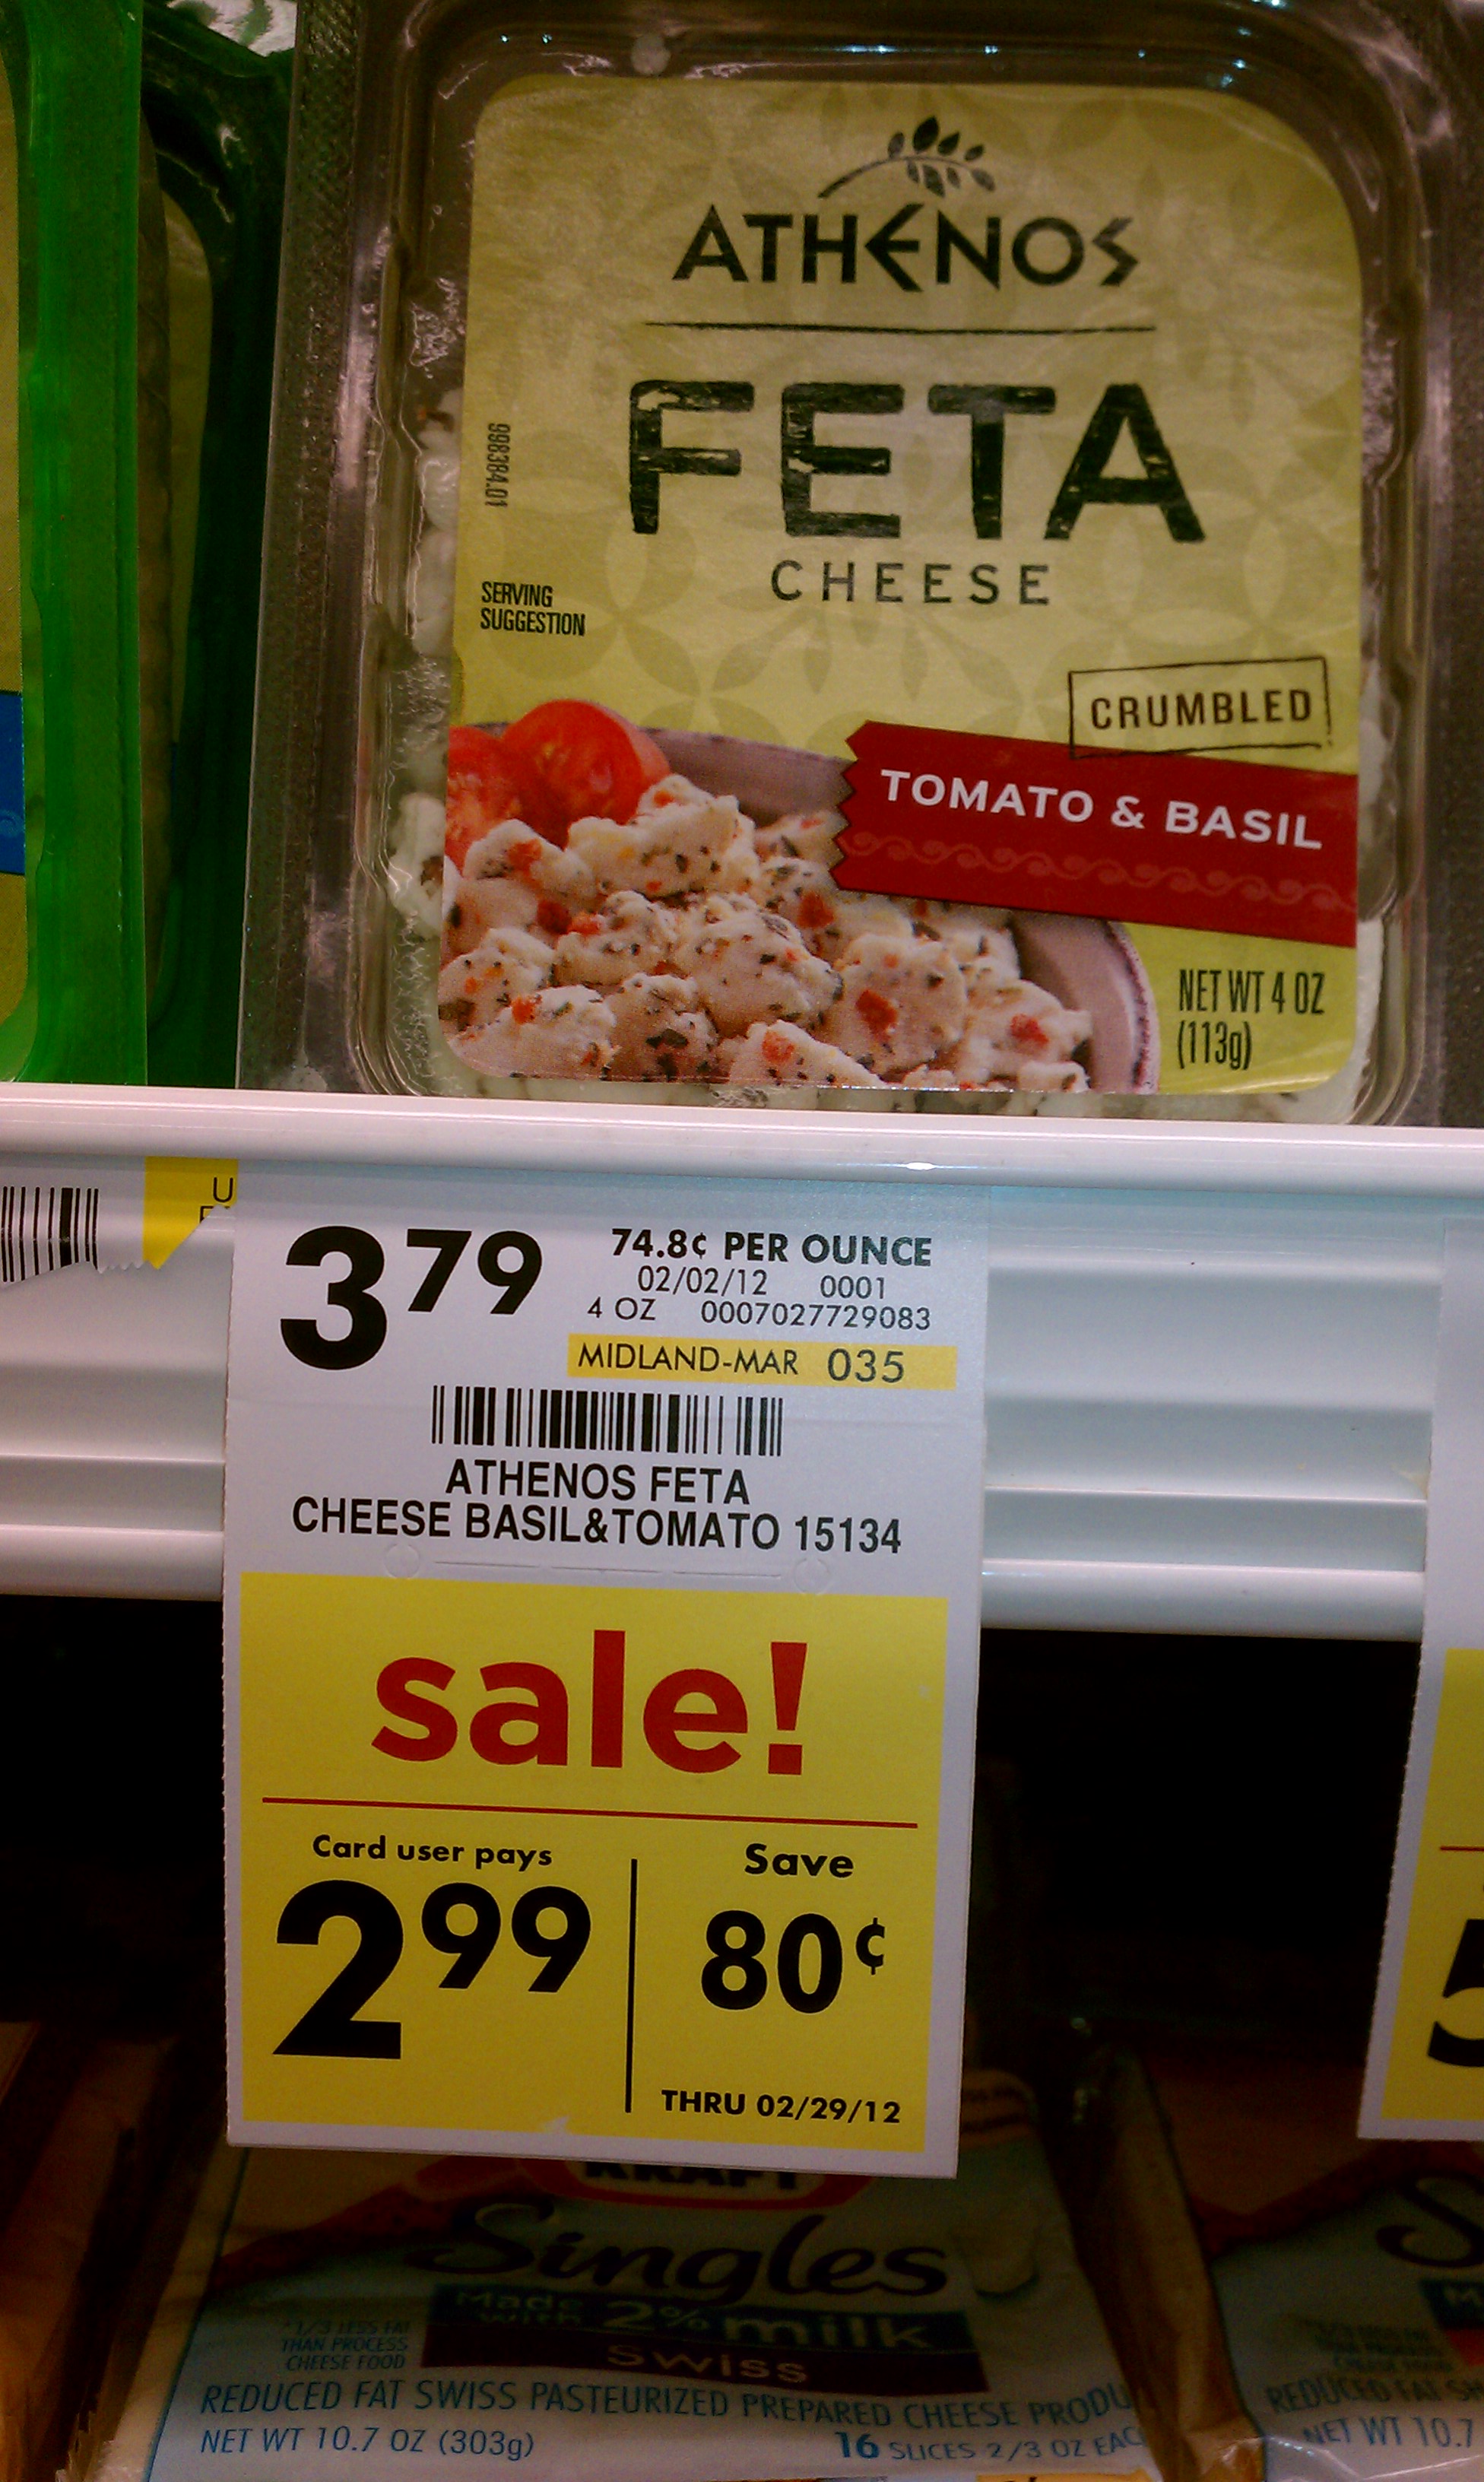 ATHENOS
FETA
CHEESE
998384.01
SERVING
SUGGESTION
CRUMBLED
TOMATO & BASIL
NET WT 4 OZ
(113g)
U
3 79
74.8¢ PER OUNCE
02/02/12 0001
4 OZ 0007027729083
MIDLAND-MAR 035
ATHENOS FETA
CHEESE BASIL&TOMATO 15134
sale!
Card user pays
2 99
Save
80¢
THRU 02/29/12
5
KRAFT
Singles
Made
with 2% milk
Swiss
*1/3 LESS FAT
THAN PROCESS
CHEESE FOOD
REDUCED FAT SWISS PASTEURIZED PREPARED CHEESE PRODU
NET WT 10.7 OZ (303g)
16 SLICES 2/3 OZ EAC
S
M
REDUCED FAT S
NET WT 10.7